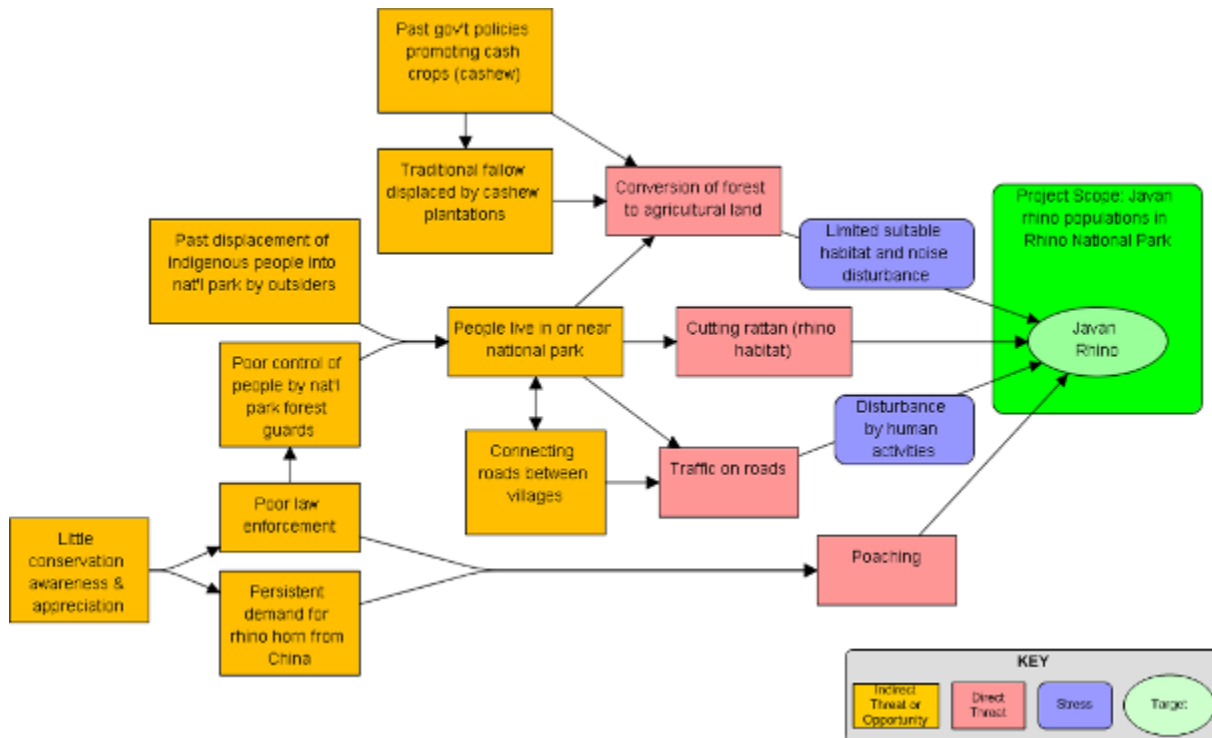 Past gov't policies
promoting cash
crops (cashew)
Traditional fallow
displaced by cashew
plantations
Conversion of forest
to agricultural land
Project Scope: Javan
rhino populations in
Rhino National Park
Limited suitable
habitat and noise
disturbance
Past displacement of
indigenous people into
nat'l park by outsiders
People live in or near
national park
Cutting rattan (rhino
habitat)
Javan
Rhino
Poor control of
people by nat'l
park forest
guards
Disturbance
by human
activities
Connecting
roads between
villages
Traffic on roads
Poor law
enforcement
Little
conservation
awareness &
appreciation
Persistent
demand for
rhino horn from
China
Poaching
KEY
Indirect
Threat or
Opportunity
Direct
Threat
Stress
Target